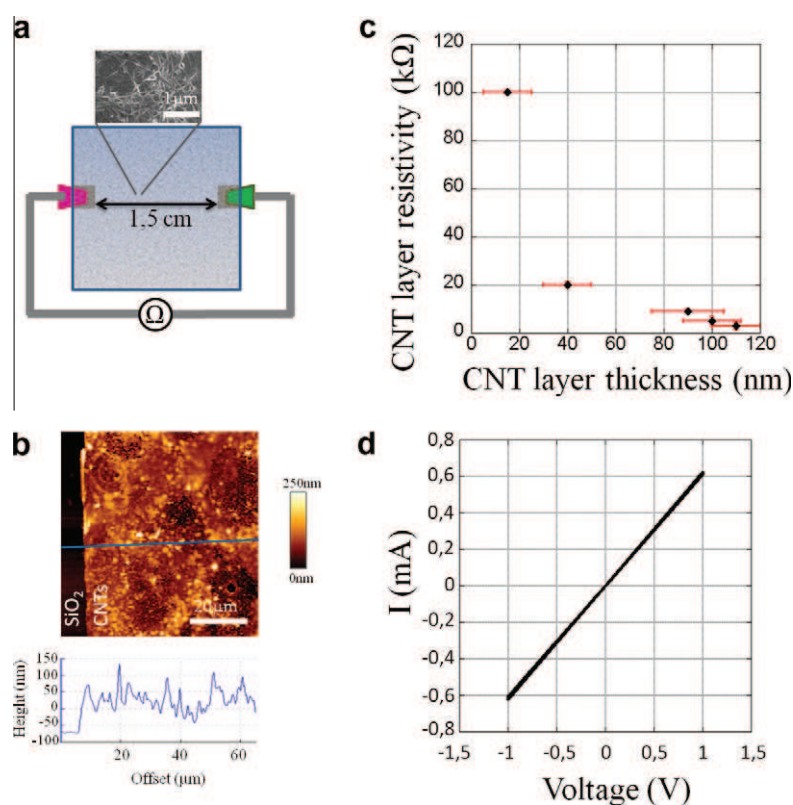 a
1μm
1,5 cm
Ω
c
CNT layer resistivity (kΩ)
120
100
80
60
40
20
0
0 20 40 60 80 100 120
CNT layer thickness (nm)
b
250nm
0nm
SiO₂
CNTs
20μm
Height (nm)
150
100
50
0
-50
-100
20 40 60
Offset (μm)
d
I (mA)
0,8
0,6
0,4
0,2
0
-0,2
-0,4
-0,6
-0,8
-1,5 -1 -0,5 0 0,5 1 1,5
Voltage (V)